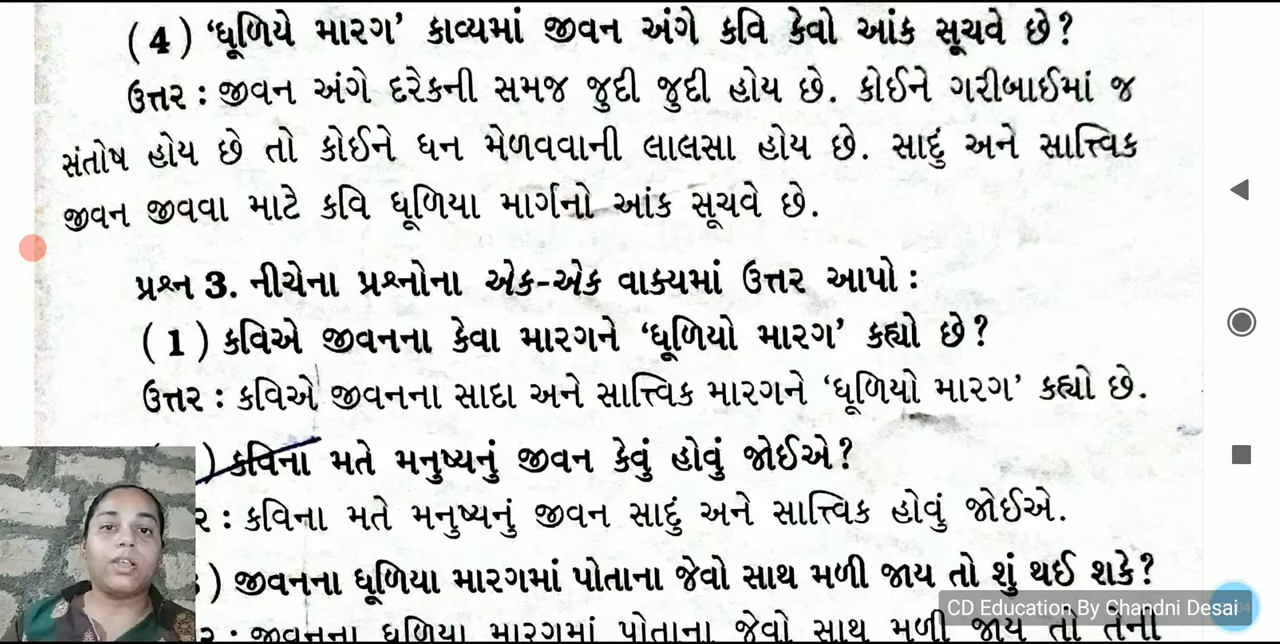 (4) ‘ધૂળિયે મારગ’ કાવ્યમાં જીવન અંગે કવિ કેવો આંક સૂચવે છે?
ઉત્તર : જીવન અંગે દરેકની સમજ જુદી જુદી હોય છે. કોઈને ગરીબાઈમાં જ
સંતોષ હોય છે તો કોઈને ધન મેળવવાની લાલસા હોય છે. સાદું અને સાત્ત્વિક
જીવન જીવવા માટે કવિ ધૂળિયા માર્ગનો આંક સૂચવે છે.
પ્રશ્ન 3. નીચેના પ્રશ્નોના એક-એક વાક્યમાં ઉત્તર આપો :
(1) કવિએ જીવનના કેવા મારગને ‘ધૂળિયો મારગ’ કહ્યો છે?
ઉત્તર : કવિએ જીવનના સાદા અને સાત્ત્વિક મારગને ‘ધૂળિયો મારગ’ કહ્યો છે.
) કવિના મતે મનુષ્યનું જીવન કેવું હોવું જોઈએ?
ર : કવિના મતે મનુષ્યનું જીવન સાદું અને સાત્ત્વિક હોવું જોઈએ.
) જીવનના ધૂળિયા મારગમાં પોતાના જેવો સાથ મળી જાય તો શું થઈ શકે?
CD Education By Chandni Desai
ર : જીવનના ધૂળિયા મારગમાં પોતાના જેવો સાથ મળી જાય તો તેની